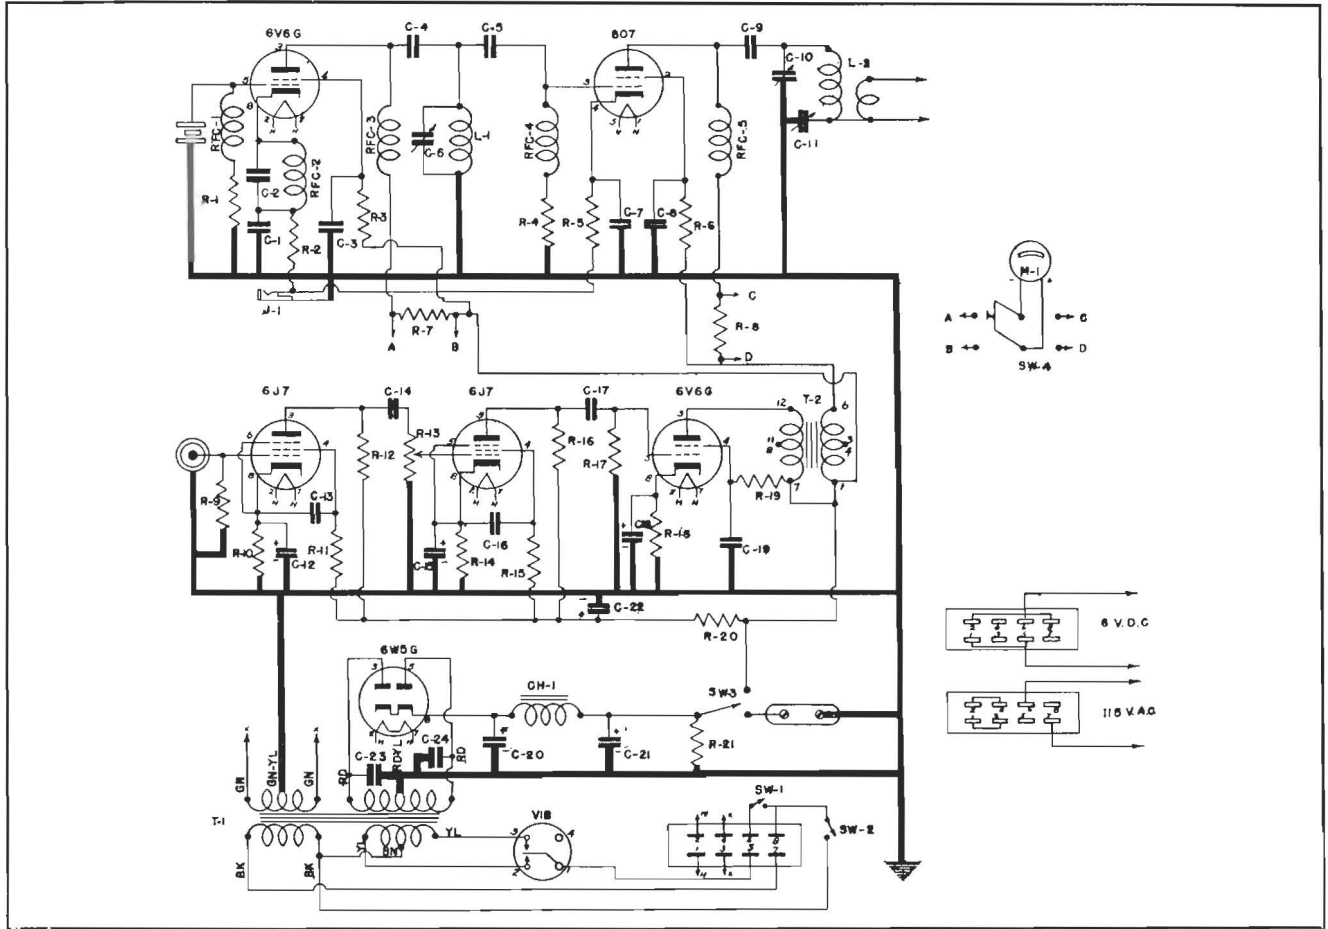 6V6G
C-4
C-5
807
C-9
C-10
L-2
C-11
RFC-1
C-2
RFC-2
R-1
C-1
R-2
C-3
R-3
RFC-3
C-6
L-1
RFC-4
R-4
R-5
C-7
C-8
R-6
RFC-5
J-1
R-7
A
B
C
R-8
D
M-1
A
B
C
D
SW-4
6J7
C-14
6J7
C-17
6V6G
T-2
R-9
C-13
R-10
C-12
R-11
R-12
R-13
C-15
R-14
C-16
R-15
R-16
R-17
R-18
C-19
R-19
C-22
R-20
6 V.D.C
115 V.A.C.
6W5G
CH-1
SW3
C-20
C-21
R-21
C-23
C-24
RDYL
RD
RD
GN
GN-YL
GN
T-1
BK
BK
YL
YL
BN
VIB
SW-1
SW-2